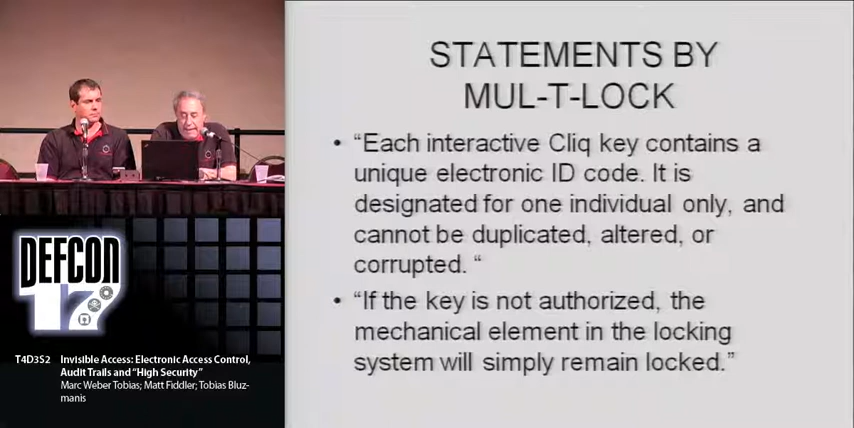 STATEMENTS BY
MUL-T-LOCK
• “Each interactive Cliq key contains a
unique electronic ID code. It is
designated for one individual only, and
cannot be duplicated, altered, or
corrupted. “
• “If the key is not authorized, the
mechanical element in the locking
system will simply remain locked.”
DEFCON
17
T4D3S2 Invisible Access: Electronic Access Control,
Audit Trails and “High Security”
Marc Weber Tobias; Matt Fiddler; Tobias Bluz-
manis